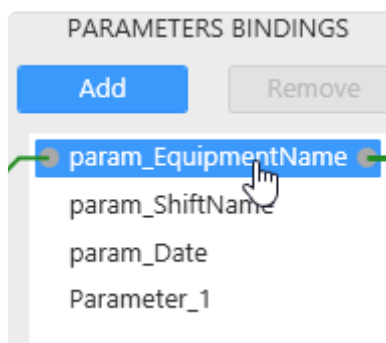 PARAMETERS BINDINGS
Add Remove
param_EquipmentName
param_ShiftName
param_Date
Parameter_1